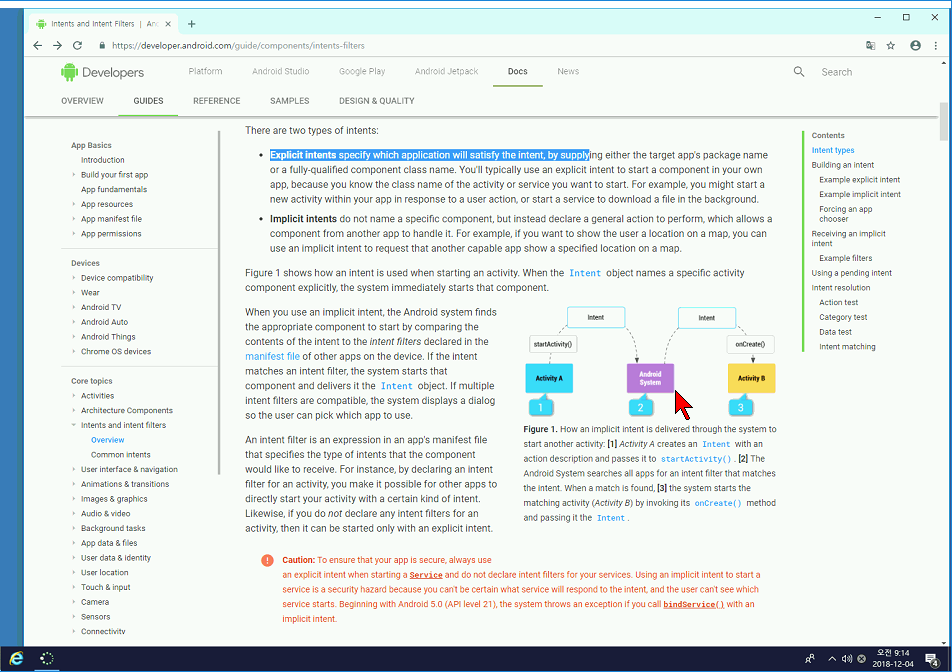 Intents and Intent Filters | And
https://developer.android.com/guide/components/intents-filters
Developers
Platform
Android Studio
Google Play
Android Jetpack
Docs
News
Search
OVERVIEW
GUIDES
REFERENCE
SAMPLES
DESIGN & QUALITY
App Basics
Introduction
Build your first app
App fundamentals
App resources
App manifest file
App permissions
Devices
Device compatibility
Wear
Android TV
Android Auto
Android Things
Chrome OS devices
Core topics
Activities
Architecture Components
Intents and intent filters
Overview
Common intents
User interface & navigation
Animations & transitions
Images & graphics
Audio & video
Background tasks
App data & files
User data & identity
User location
Touch & input
Camera
Sensors
Connectivity
There are two types of intents:
• Explicit intents specify which application will satisfy the intent, by supplying either the target app's package name
or a fully-qualified component class name. You'll typically use an explicit intent to start a component in your own
app, because you know the class name of the activity or service you want to start. For example, you might start a
new activity within your app in response to a user action, or start a service to download a file in the background.
• Implicit intents do not name a specific component, but instead declare a general action to perform, which allows a
component from another app to handle it. For example, if you want to show the user a location on a map, you can
use an implicit intent to request that another capable app show a specified location on a map.
Figure 1 shows how an intent is used when starting an activity. When the Intent object names a specific activity
component explicitly, the system immediately starts that component.
When you use an implicit intent, the Android system finds
the appropriate component to start by comparing the
contents of the intent to the intent filters declared in the
manifest file of other apps on the device. If the intent
matches an intent filter, the system starts that
component and delivers it the Intent object. If multiple
intent filters are compatible, the system displays a dialog
so the user can pick which app to use.
An intent filter is an expression in an app's manifest file
that specifies the type of intents that the component
would like to receive. For instance, by declaring an intent
filter for an activity, you make it possible for other apps to
directly start your activity with a certain kind of intent.
Likewise, if you do not declare any intent filters for an
activity, then it can be started only with an explicit intent.
Intent
Intent
startActivity()
onCreate()
Activity A
Android
System
Activity B
1
2
3
Figure 1. How an implicit intent is delivered through the system to
start another activity: [1] Activity A creates an Intent with an
action description and passes it to startActivity(). [2] The
Android System searches all apps for an intent filter that matches
the intent. When a match is found, [3] the system starts the
matching activity (Activity B) by invoking its onCreate() method
and passing it the Intent.
Caution: To ensure that your app is secure, always use
an explicit intent when starting a Service and do not declare intent filters for your services. Using an implicit intent to start a
service is a security hazard because you can't be certain what service will respond to the intent, and the user can't see which
service starts. Beginning with Android 5.0 (API level 21), the system throws an exception if you call bindService() with an
implicit intent.
Contents
Intent types
Building an intent
Example explicit intent
Example implicit intent
Forcing an app
chooser
Receiving an implicit
intent
Example filters
Using a pending intent
Intent resolution
Action test
Category test
Data test
Intent matching
오전 9:14
2018-12-04
4